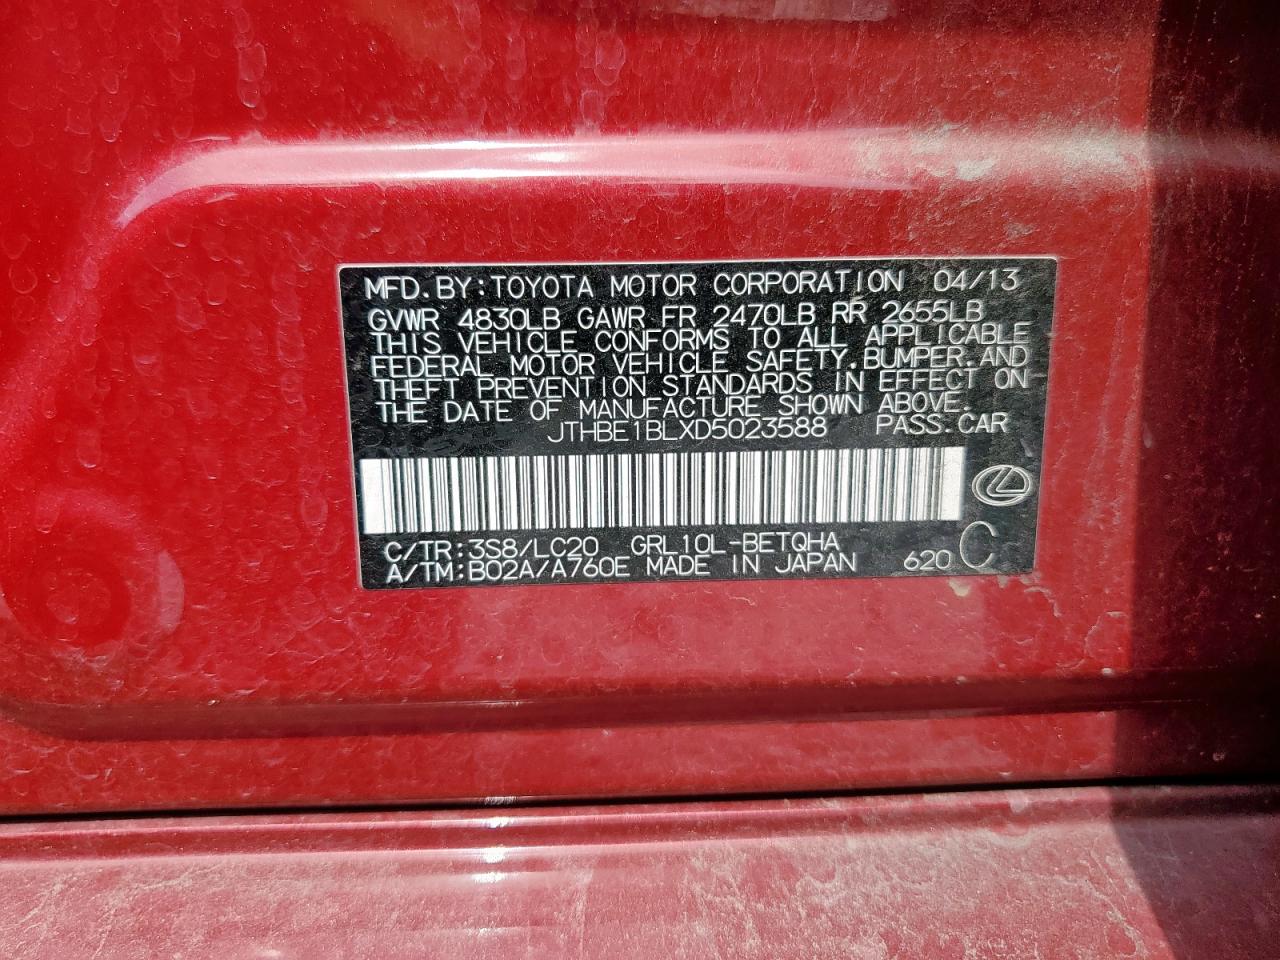 MFD.BY:TOYOTA MOTOR CORPORATION 04/13
GVWR 4830LB GAWR FR 2470LB RR 2655LB
THIS VEHICLE CONFORMS TO ALL APPLICABLE
FEDERAL MOTOR VEHICLE SAFETY,BUMPER,AND
THEFT PREVENTION STANDARDS IN EFFECT ON
THE DATE OF MANUFACTURE SHOWN ABOVE.
JTHBE1BLXD5023588 PASS.CAR
C/TR:3S8/LC20 GRL10L-BETQHA
A/TM:B02A/A760E MADE IN JAPAN 620 C